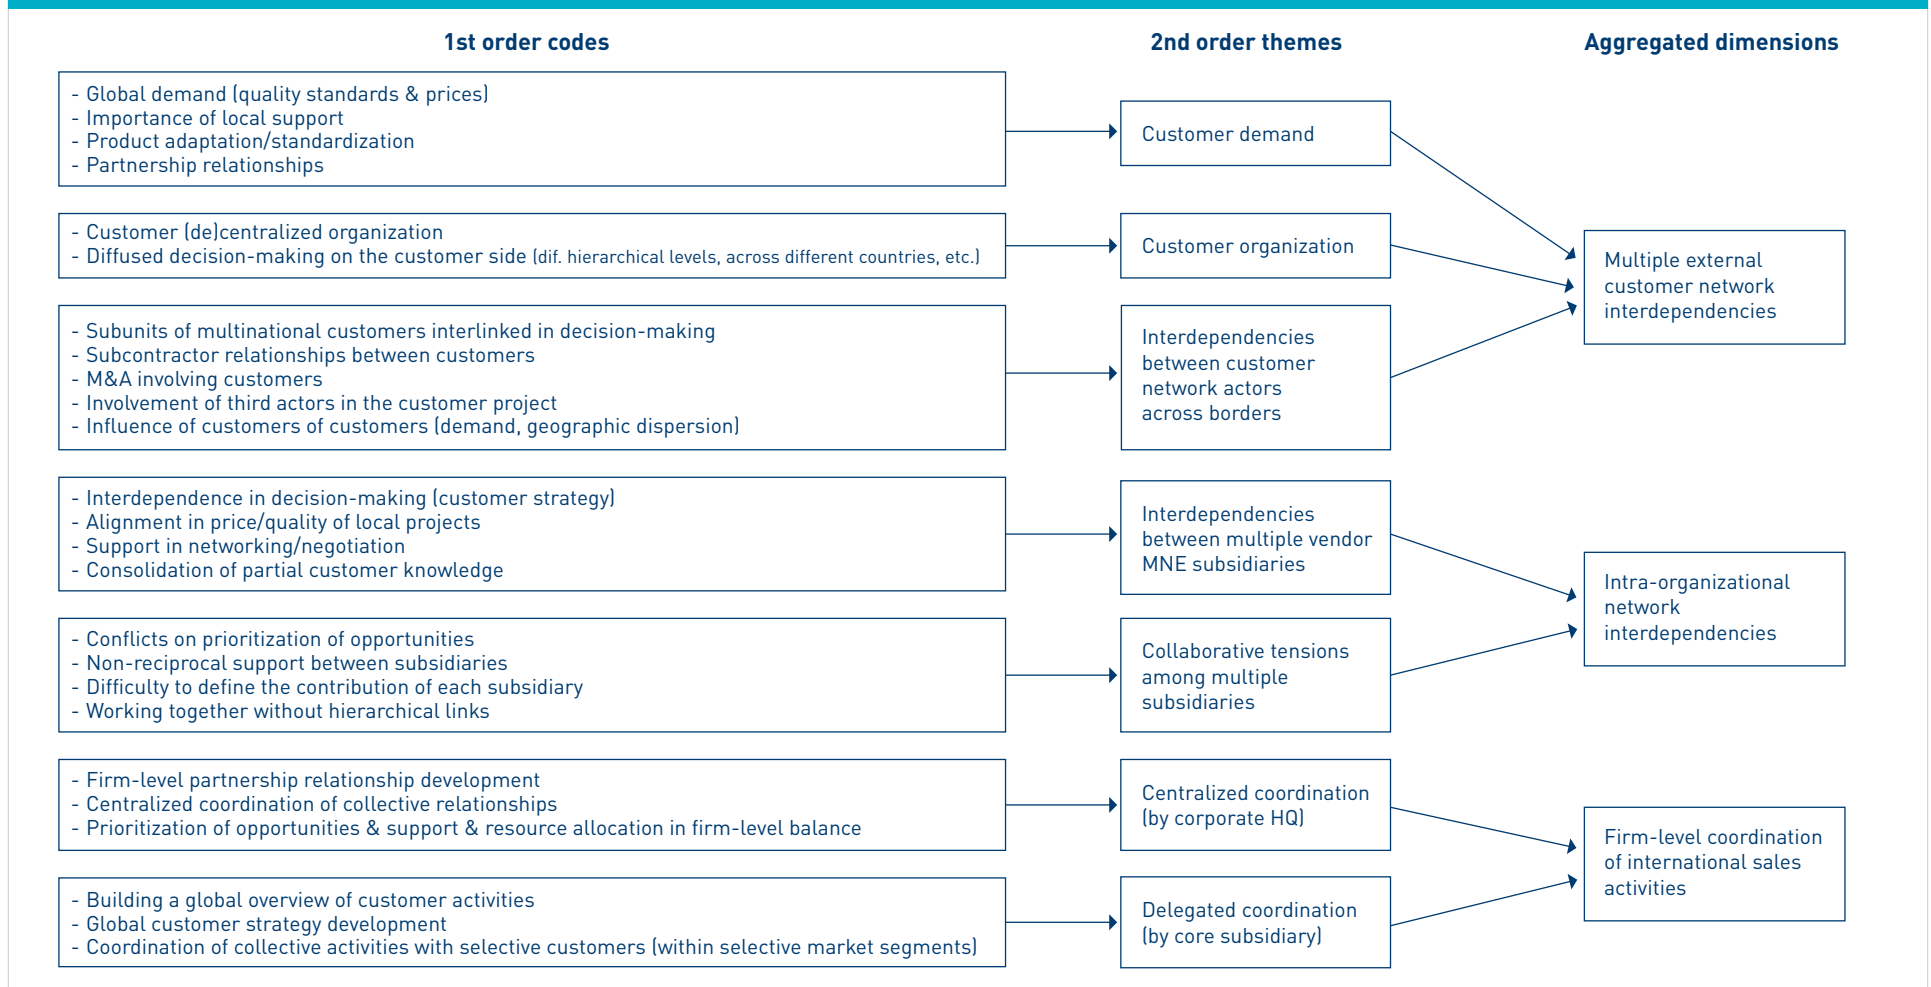 1st order codes
2nd order themes
Aggregated dimensions
- Global demand (quality standards & prices)
- Importance of local support
- Product adaptation/standardization
- Partnership relationships
Customer demand
- Customer (de)centralized organization
- Diffused decision-making on the customer side (dif. hierarchical levels, across different countries, etc.)
Customer organization
- Subunits of multinational customers interlinked in decision-making
- Subcontractor relationships between customers
- M&A involving customers
- Involvement of third actors in the customer project
- Influence of customers of customers (demand, geographic dispersion)
Interdependencies
between customer
network actors
across borders
Multiple external
customer network
interdependencies
- Interdependence in decision-making (customer strategy)
- Alignment in price/quality of local projects
- Support in networking/negotiation
- Consolidation of partial customer knowledge
Interdependencies
between multiple vendor
MNE subsidiaries
- Conflicts on prioritization of opportunities
- Non-reciprocal support between subsidiaries
- Difficulty to define the contribution of each subsidiary
- Working together without hierarchical links
Collaborative tensions
among multiple
subsidiaries
Intra-organizational
network
interdependencies
- Firm-level partnership relationship development
- Centralized coordination of collective relationships
- Prioritization of opportunities & support & resource allocation in firm-level balance
Centralized coordination
(by corporate HQ)
- Building a global overview of customer activities
- Global customer strategy development
- Coordination of collective activities with selective customers (within selective market segments)
Delegated coordination
(by core subsidiary)
Firm-level coordination
of international sales
activities